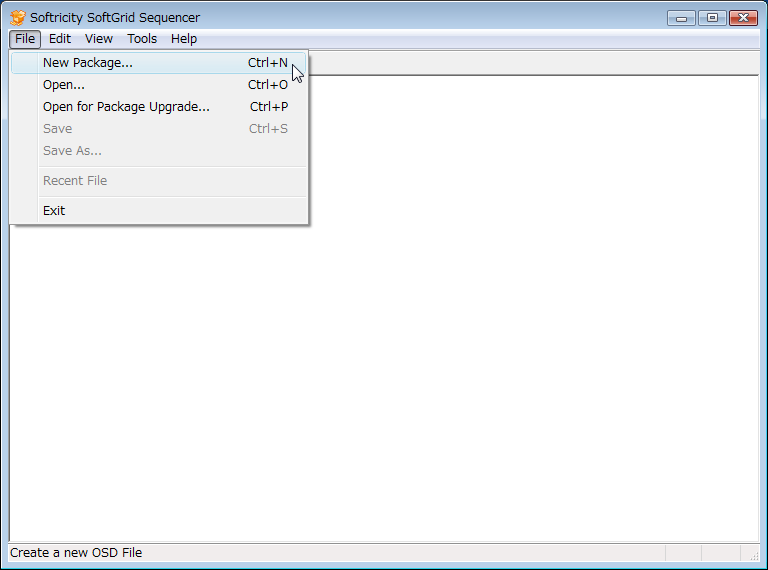 Softricity SoftGrid Sequencer
File Edit View Tools Help
New Package... Ctrl+N
Open... Ctrl+O
Open for Package Upgrade... Ctrl+P
Save Ctrl+S
Save As...
Recent File
Exit
Create a new OSD File